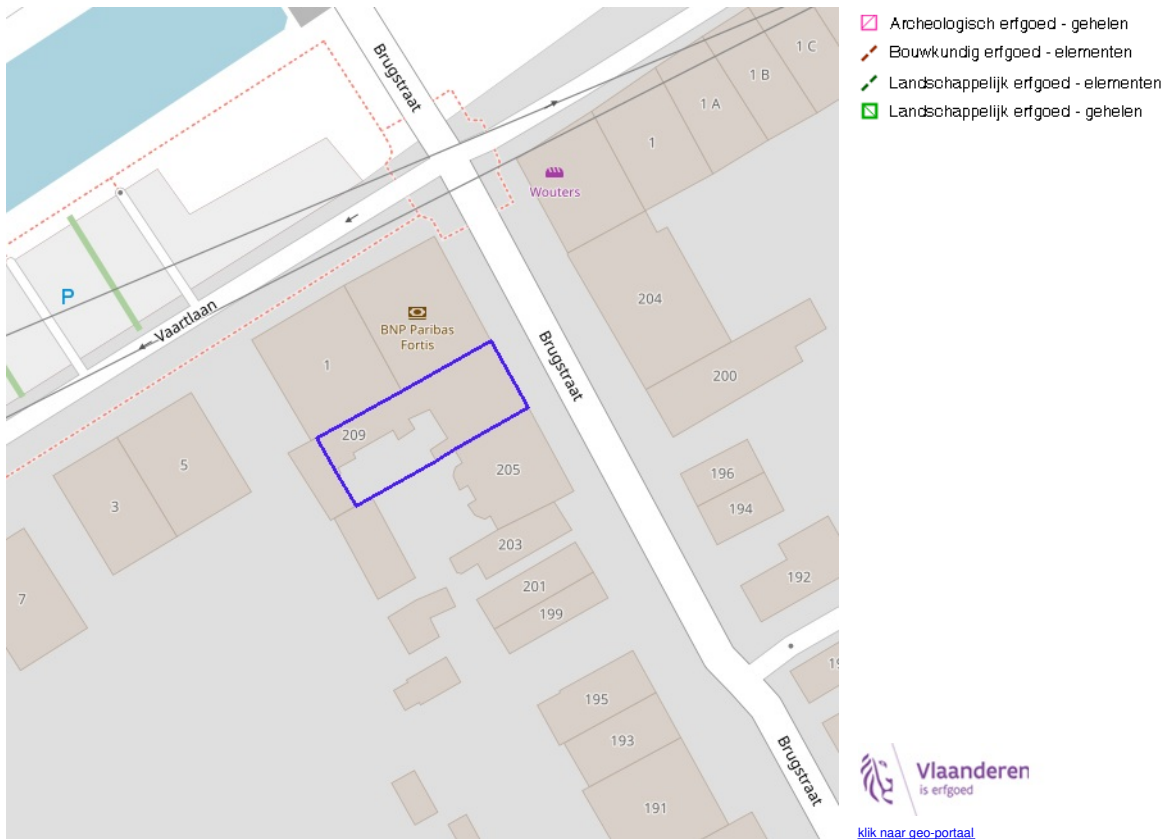 Archeologisch erfgoed - gehelen
Bouwkundig erfgoed - elementen
Landschappelijk erfgoed - elementen
Landschappelijk erfgoed - gehelen
Brugstraat
1 C
1 B
1 A
1
Wouters
P
Vaartlaan
BNP Paribas
Fortis
204
Brugstraat
1
200
209
5
205
3
196
194
203
192
201
199
7
195
193
Brugstraat
191
Vlaanderen
is erfgoed
klik naar geo-portaal